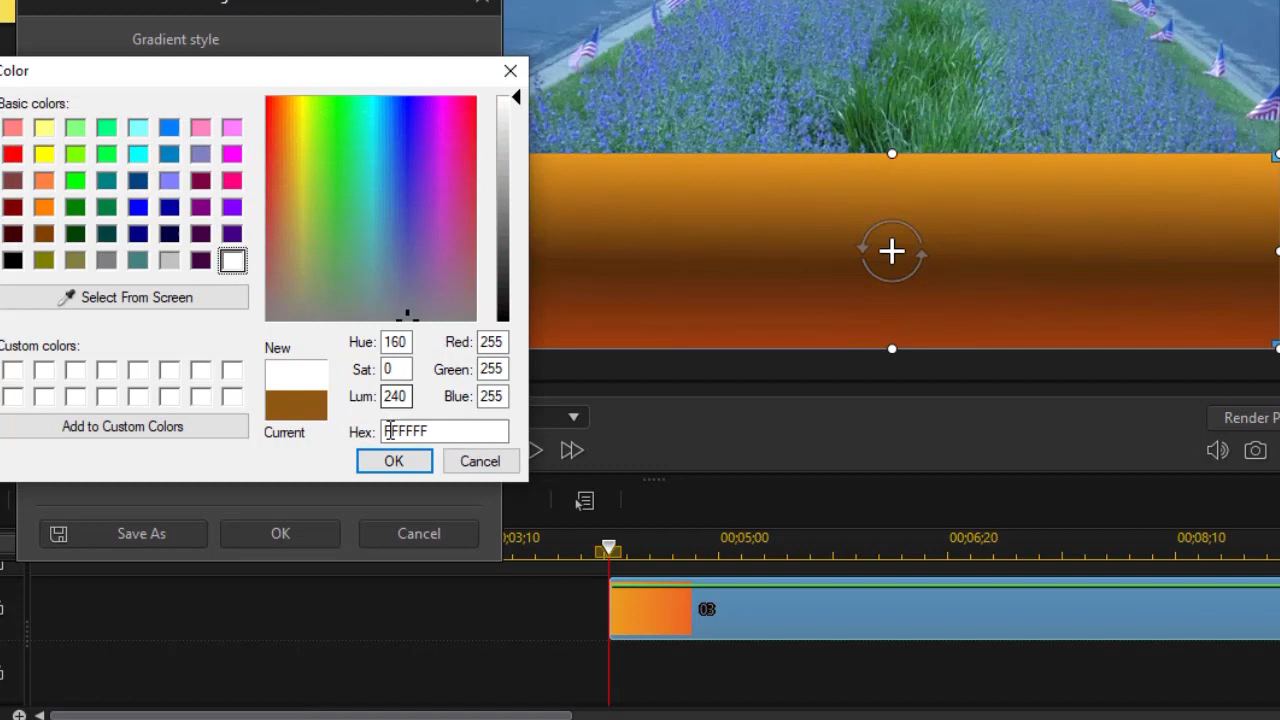 Gradient style
Color
Basic colors:
Select From Screen
Custom colors:
Add to Custom Colors
New
Current
Hue: 160
Sat: 0
Lum: 240
Red: 255
Green: 255
Blue: 255
Hex: FFFFFF
OK
Cancel
Save As
OK
Cancel
Render P
;03;10
00;05;00
00;06;20
00;08;10
03